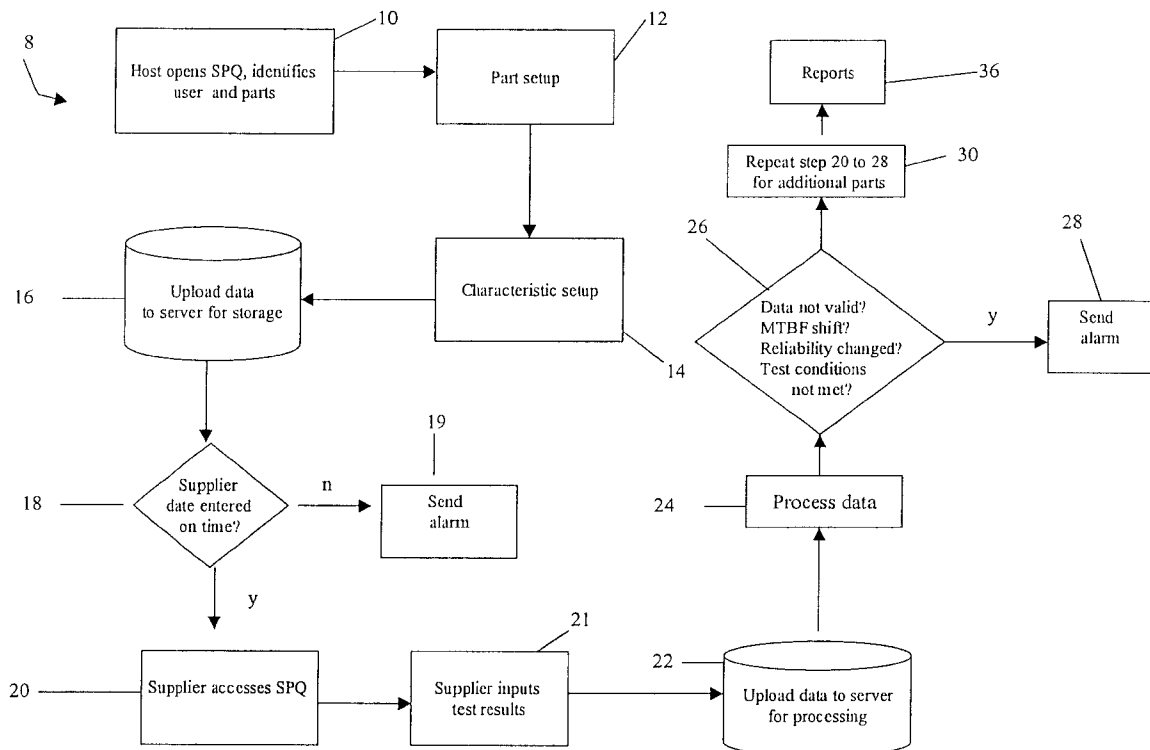 8
10
Host opens SPQ, identifies
user and parts
12
Part setup
Reports
36
Repeat step 20 to 28
for additional parts
30
16
Upload data
to server for storage
Characteristic setup
14
26
Data not valid?
MTBF shift?
Reliability changed?
Test conditions
not met?
y
28
Send
alarm
18
Supplier
date entered
on time?
n
19
Send
alarm
24
Process data
y
20
Supplier accesses SPQ
21
Supplier inputs
test results
22
Upload data to server
for processing